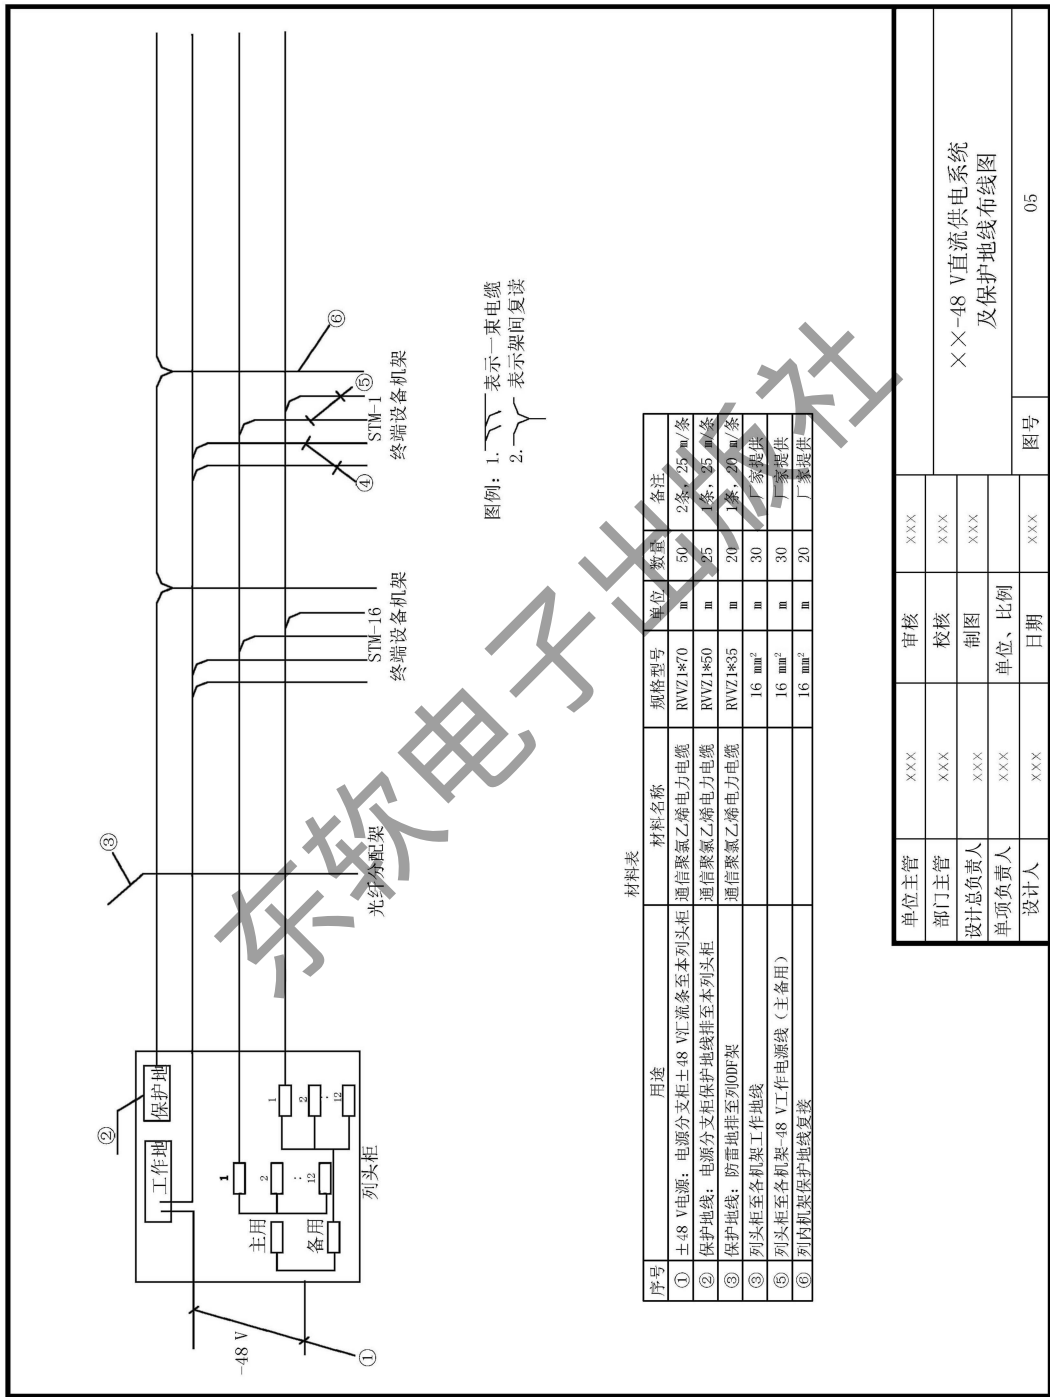 ②
③
保护地
工作地
主用
备用
1
2
:
12
1
2
:
12
列头柜
-48 V
①
光纤分配架
STM-16
终端设备机架
④
STM-1
终端设备机架
⑤
⑥
图例：1. 表示一束电缆
2. 表示架间复读
材料表
序号 用途 材料名称 规格型号 单位 数量 备注
① ±48 V电源：电源分支柜±48 V汇流条至本列头柜 通信聚氯乙烯电力电缆 RVVZ1*70 m 50 2条，25 m/条
② 保护地线：电源分支柜保护地线排至本列头柜 通信聚氯乙烯电力电缆 RVVZ1*50 m 25 1条，25 m/条
③ 保护地线：防雷地排至列ODF架 通信聚氯乙烯电力电缆 RVVZ1*35 m 20 1条，20 m/条
③ 列头柜至各机架工作地线 16 mm² m 30 厂家提供
⑤ 列头柜至各机架-48 V工作电源线（主备用） 16 mm² m 30 厂家提供
⑥ 列内机架保护地线复接 16 mm² m 20 厂家提供
单位主管 ××× 审核 ×××
部门主管 ××× 校核 ×××
设计总负责人 ××× 制图 ×××
单项负责人 ××× 单位、比例
设计人 ××× 日期 ×××
××-48 V直流供电系统
及保护地线布线图
图号 05
东软电子出版社